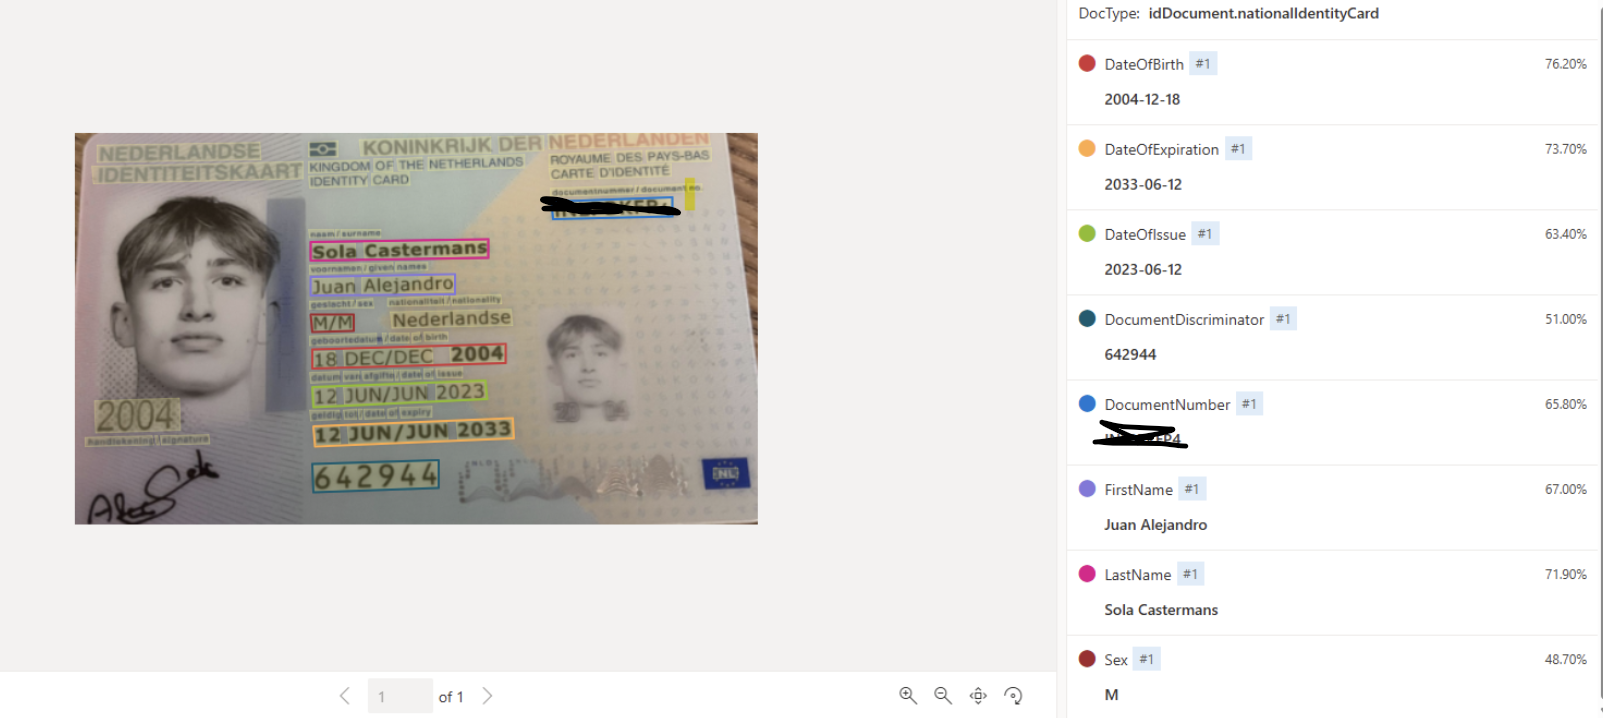 DocType: idDocument.nationalIdentityCard
NEDERLANDSE
IDENTITEITSKAART
KONINKRIJK DER NEDERLANDEN
KINGDOM OF THE NETHERLANDS
IDENTITY CARD
ROYAUME DES PAYS-BAS
CARTE D'IDENTITÉ
documentnummer / document no.
naam / surname
Sola Castermans
voornamen / given names
Juan Alejandro
geslacht / sex nationaliteit / nationality
M/M Nederlandse
geboortedatum / date of birth
18 DEC/DEC 2004
datum van afgifte / date of issue
12 JUN/JUN 2023
geldig tot / date of expiry
12 JUN/JUN 2033
642944
2004
handtekening / signature
NL
DateOfBirth #1 76.20%
2004-12-18
DateOfExpiration #1 73.70%
2033-06-12
DateOfIssue #1 63.40%
2023-06-12
DocumentDiscriminator #1 51.00%
642944
DocumentNumber #1 65.80%
FirstName #1 67.00%
Juan Alejandro
LastName #1 71.90%
Sola Castermans
Sex #1 48.70%
M
1 of 1